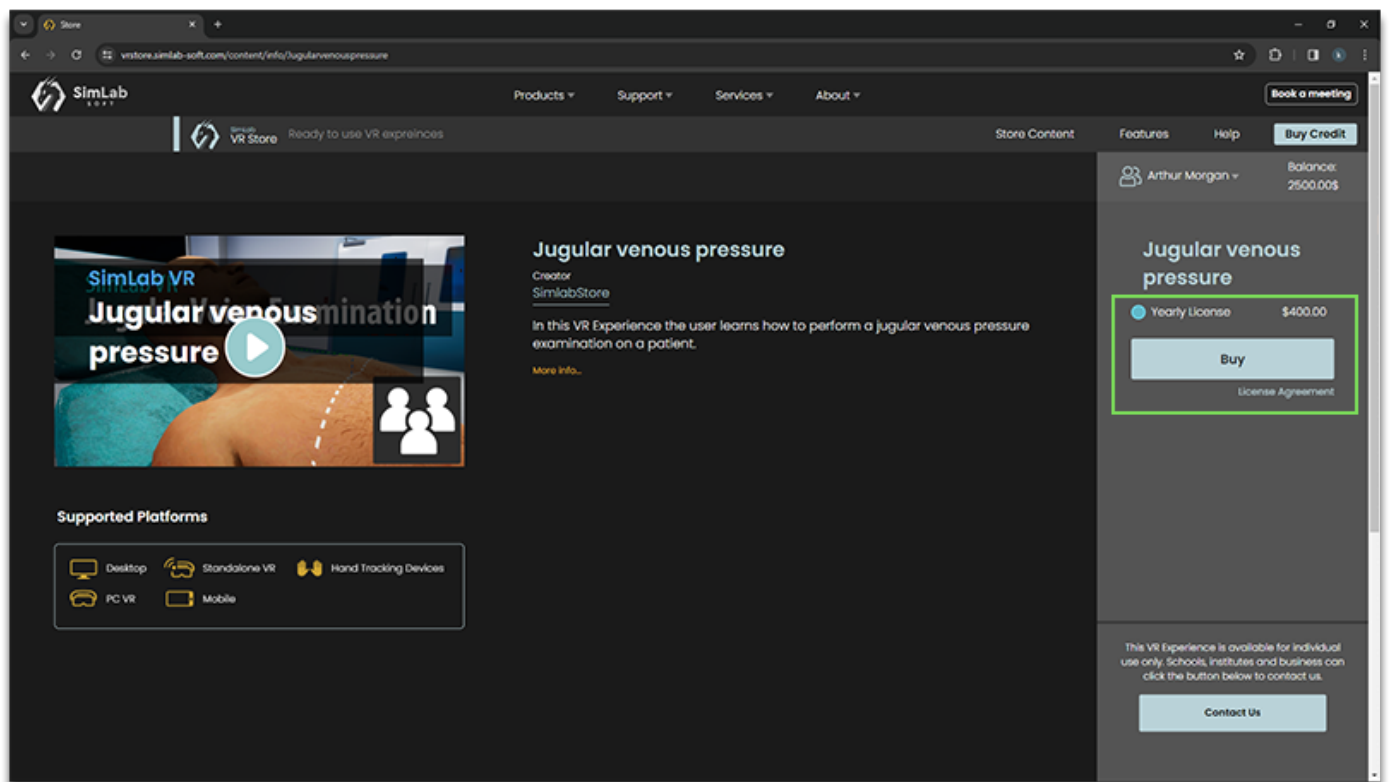 Store
vrstore.simlab-soft.com/content/info/Jugularvenouspressure
SimLab
SOFT
Products
Support
Services
About
Book a meeting
SimLab
VR Store
Ready to use VR expreinces
Store Content
Features
Help
Buy Credit
Arthur Morgan
Balance:
2500.00$
SimLab VR
Jugular venous
pressure
mination
Jugular venous pressure
Creator
SimlabStore
In this VR Experience the user learns how to perform a jugular venous pressure
examination on a patient.
More info...
Jugular venous
pressure
Yearly License
$400.00
Buy
License Agreement
Supported Platforms
Desktop
Standalone VR
Hand Tracking Devices
PC VR
Mobile
This VR Experience is available for individual
use only. Schools, institutes and business can
click the button below to contact us.
Contact Us